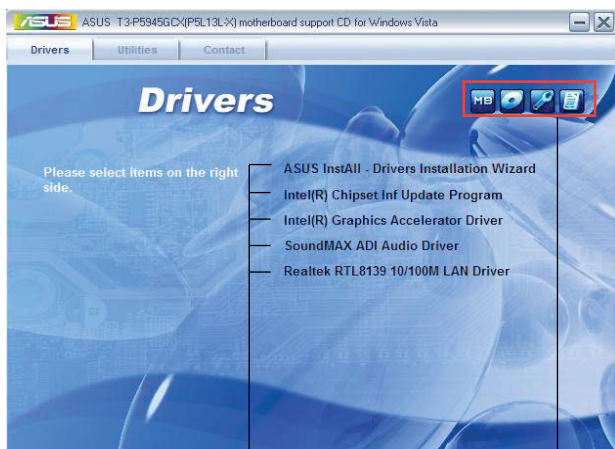 ASUS ASUS T3-P5945GCX(P5L13L-X) motherboard support CD for Windows Vista
Drivers Utilities Contact
Drivers
MB
Please select items on the right
side.
ASUS InstAll - Drivers Installation Wizard
Intel(R) Chipset Inf Update Program
Intel(R) Graphics Accelerator Driver
SoundMAX ADI Audio Driver
Realtek RTL8139 10/100M LAN Driver